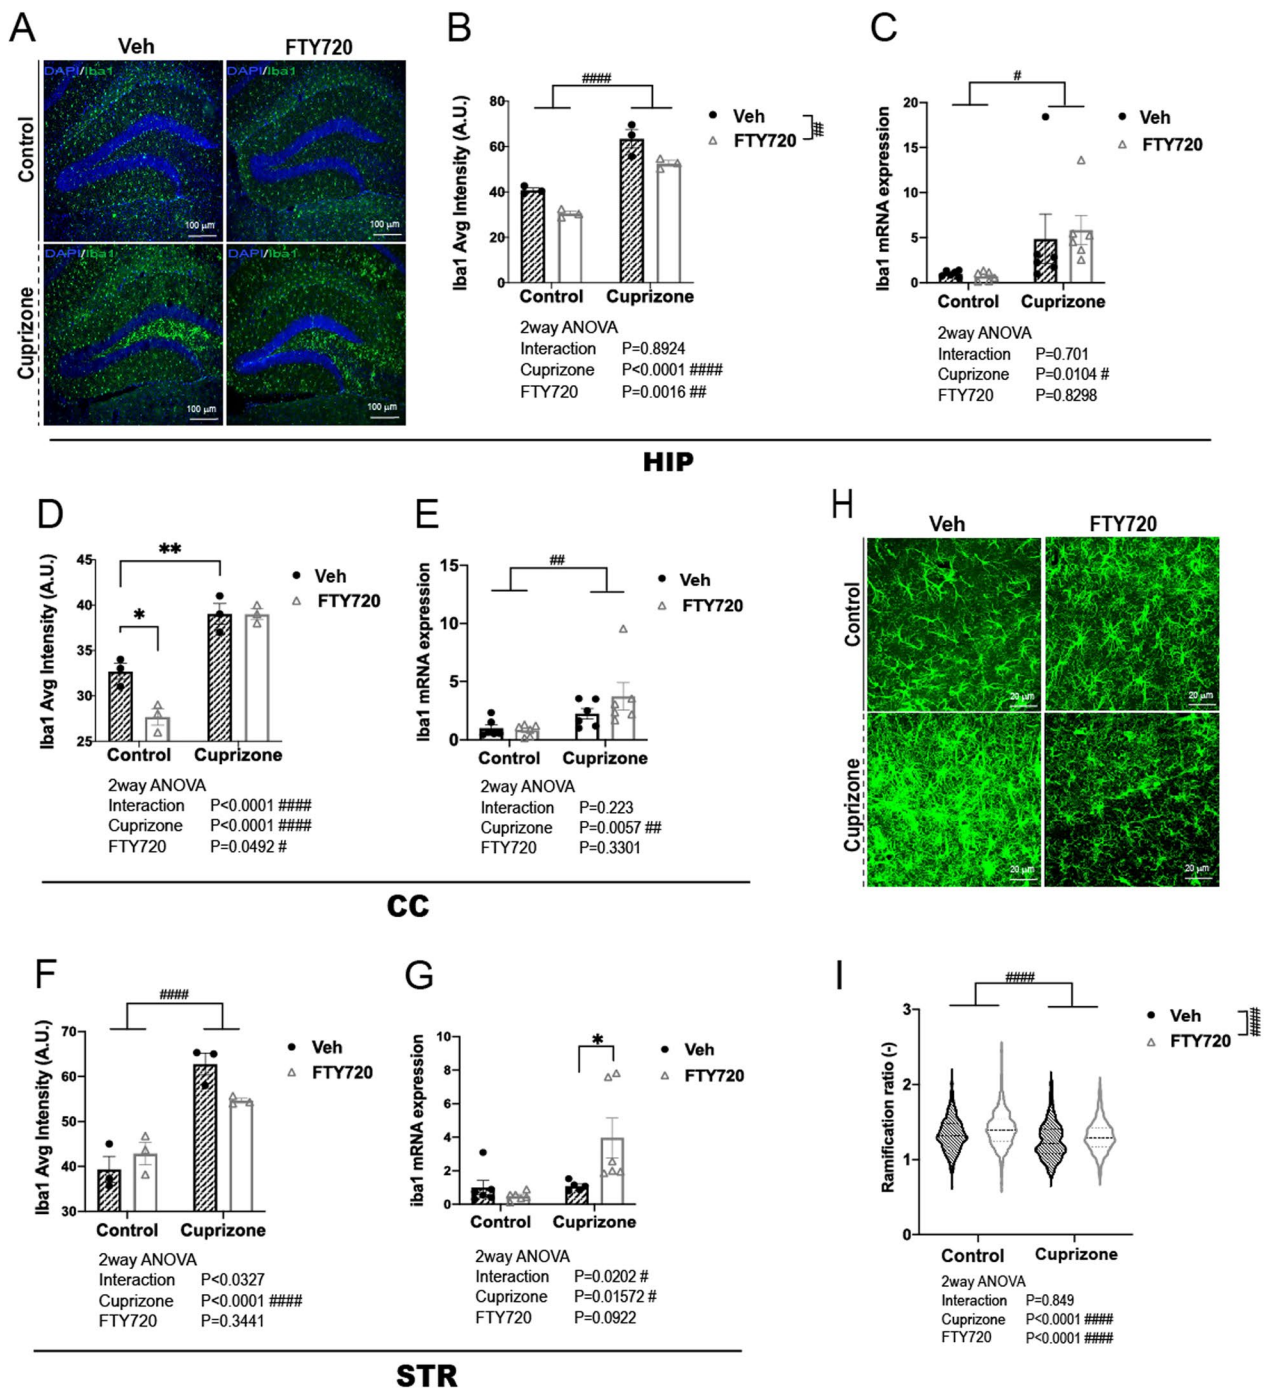 A
Veh
FTY720
Control
Cuprizone
DAPI/Iba1
DAPI/Iba1
100 µm
100 µm
DAPI/Iba1
DAPI/Iba1
100 µm
100 µm
B
####
Iba1 Avg Intensity (A.U.)
80
60
40
20
0
Control
Cuprizone
Veh
FTY720
##
2way ANOVA
Interaction P=0.8924
Cuprizone P<0.0001 ####
FTY720 P=0.0016 ##
C
#
Iba1 mRNA expression
20
15
10
5
0
Control
Cuprizone
Veh
FTY720
2way ANOVA
Interaction P=0.701
Cuprizone P=0.0104 #
FTY720 P=0.8298
HIP
D
**
*
Iba1 Avg Intensity (A.U.)
45
40
35
30
25
Control
Cuprizone
Veh
FTY720
2way ANOVA
Interaction P<0.0001 ####
Cuprizone P<0.0001 ####
FTY720 P=0.0492 #
E
##
Iba1 mRNA expression
15
10
5
0
Control
Cuprizone
Veh
FTY720
2way ANOVA
Interaction P=0.223
Cuprizone P=0.0057 ##
FTY720 P=0.3301
CC
H
Veh
FTY720
Control
Cuprizone
20 µm
20 µm
20 µm
20 µm
F
####
Iba1 Avg Intensity (A.U.)
70
60
50
40
30
Control
Cuprizone
Veh
FTY720
2way ANOVA
Interaction P<0.0327
Cuprizone P<0.0001 ####
FTY720 P=0.3441
G
*
iba1 mRNA expression
10
8
6
4
2
0
Control
Cuprizone
Veh
FTY720
2way ANOVA
Interaction P=0.0202 #
Cuprizone P=0.01572 #
FTY720 P=0.0922
STR
I
####
Ramification ratio (-)
3
2
1
0
Control
Cuprizone
Veh
FTY720
####
2way ANOVA
Interaction P=0.849
Cuprizone P<0.0001 ####
FTY720 P<0.0001 ####